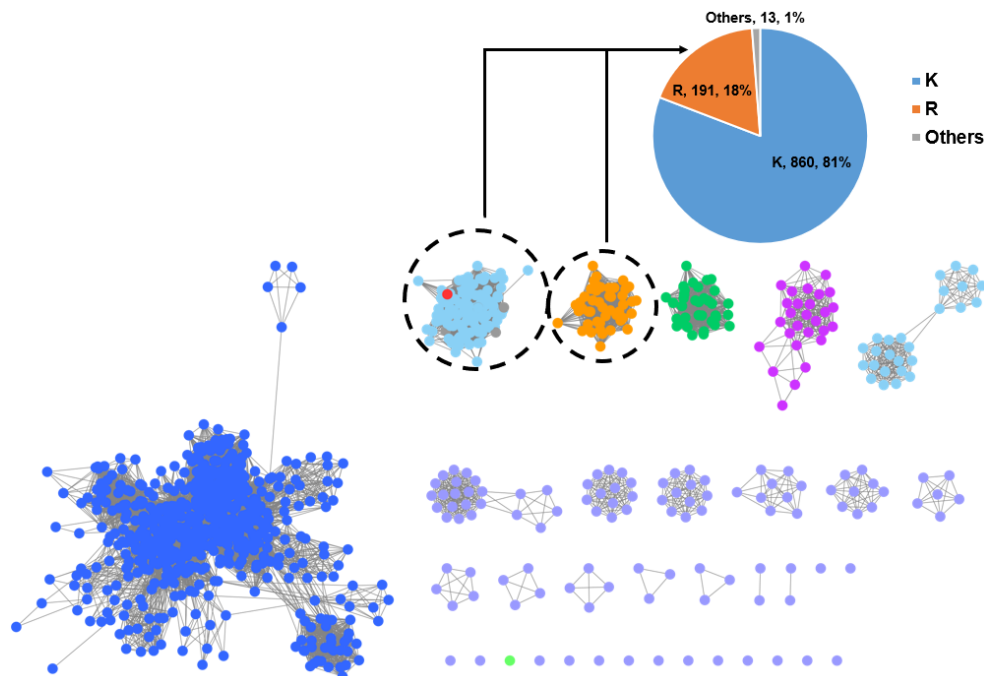 Others, 13, 1%
R, 191, 18%
K, 860, 81%
K
R
Others